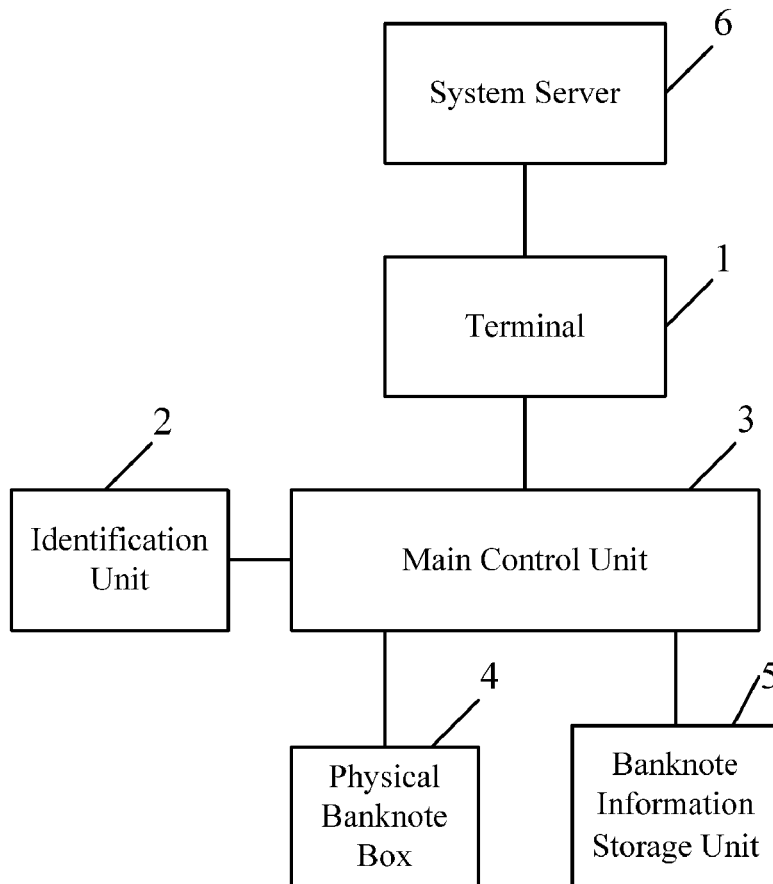 6
System Server
1
Terminal
2
3
Identification
Unit
Main Control Unit
4
5
Physical
Banknote
Box
Banknote
Information
Storage Unit